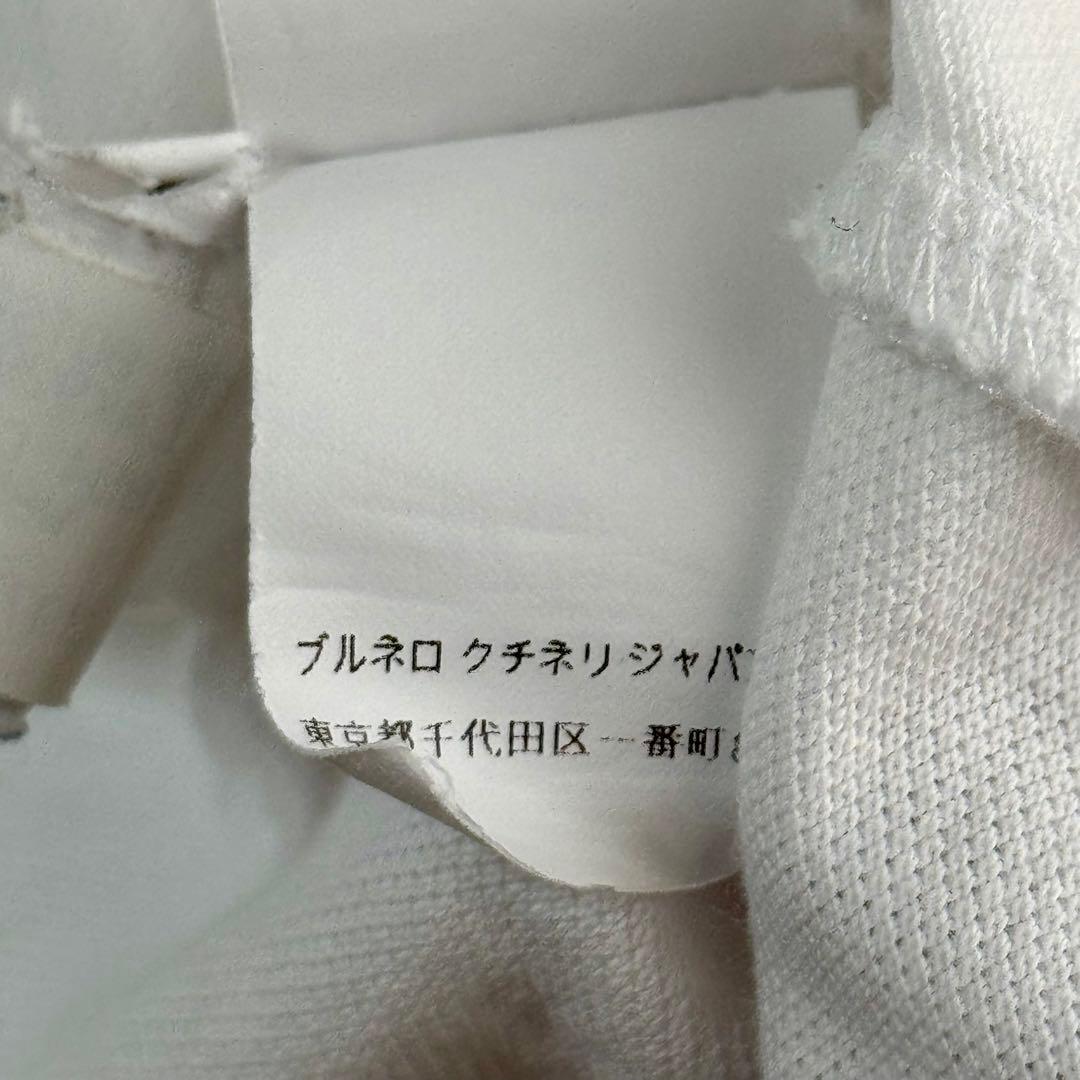 ブルネロ クチネリ ジャパ
東京都千代田区一番町